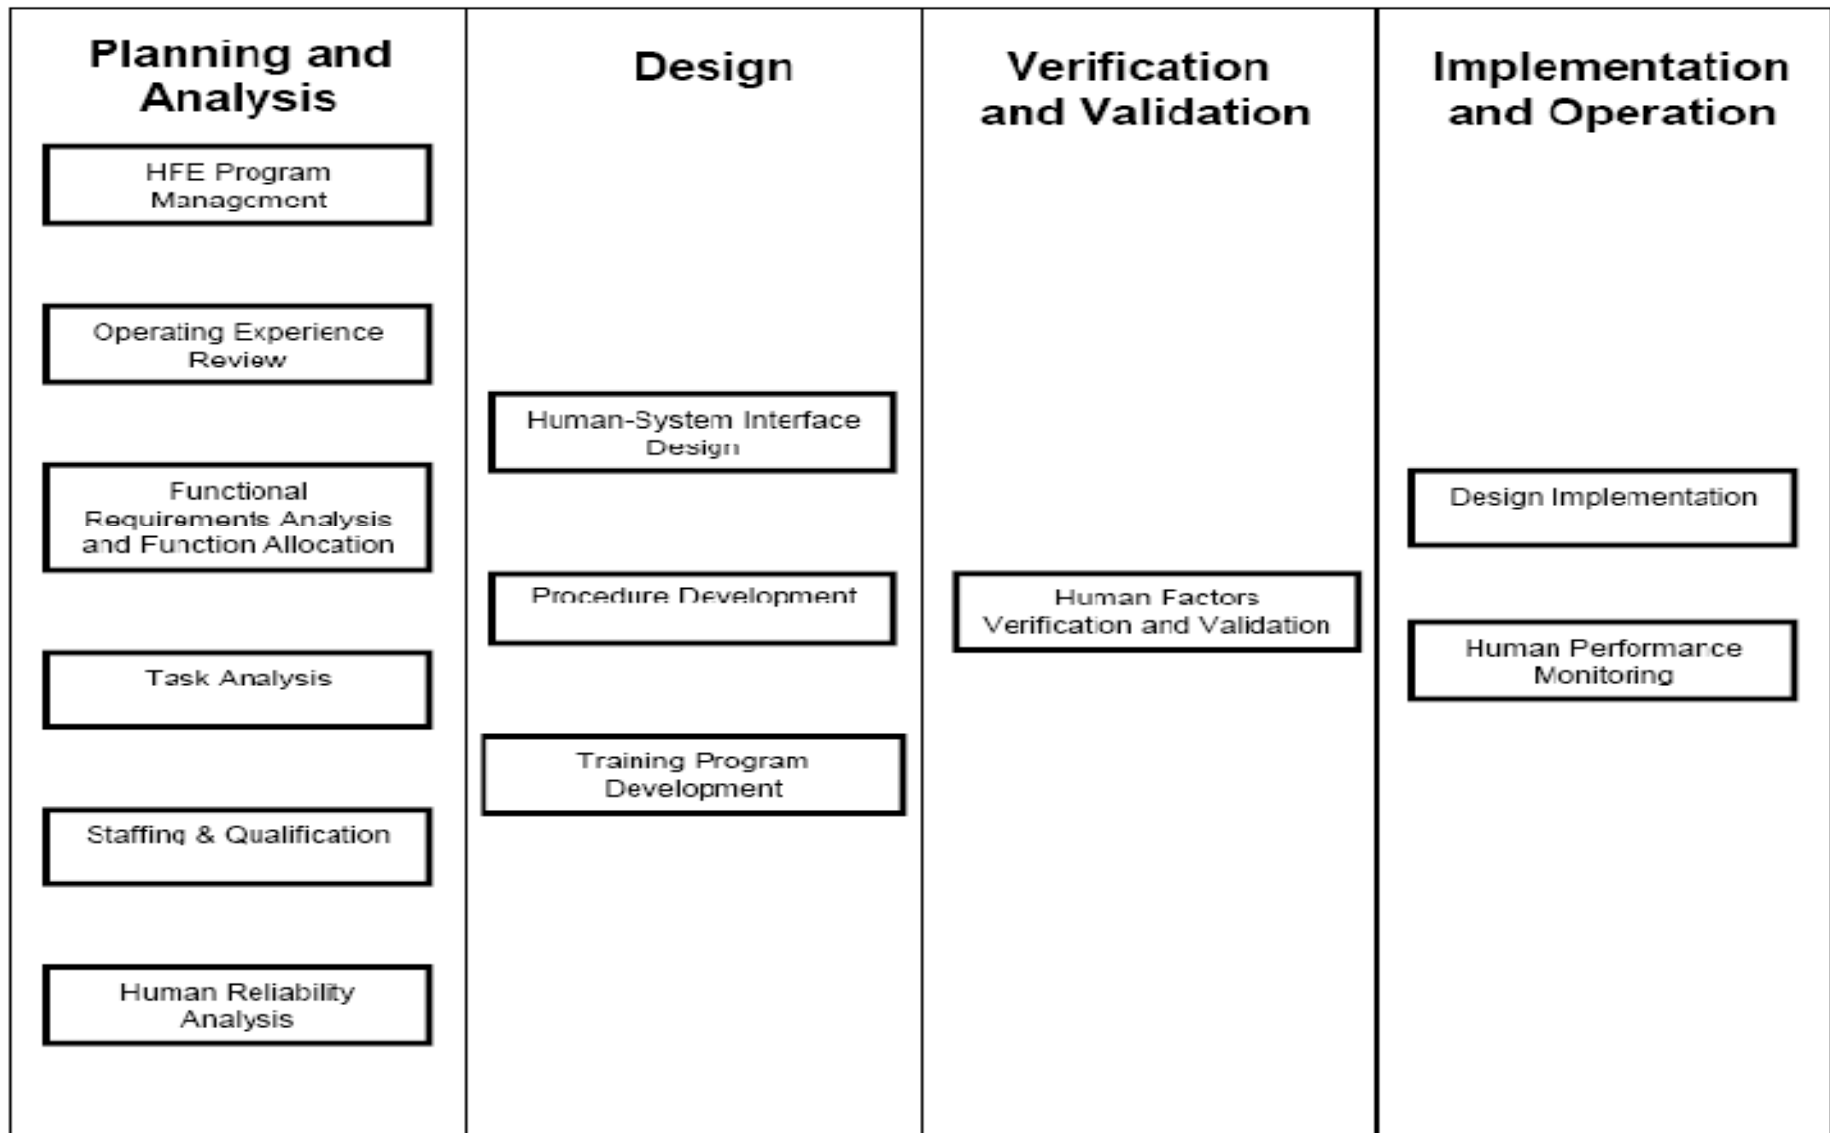 Planning and
Analysis
HFE Program
Management
Operating Experience
Review
Functional
Requirements Analysis
and Function Allocation
Task Analysis
Staffing & Qualification
Human Reliability
Analysis
Design
Human-System Interface
Design
Procedure Development
Training Program
Development
Verification
and Validation
Human Factors
Verification and Validation
Implementation
and Operation
Design Implementation
Human Performance
Monitoring